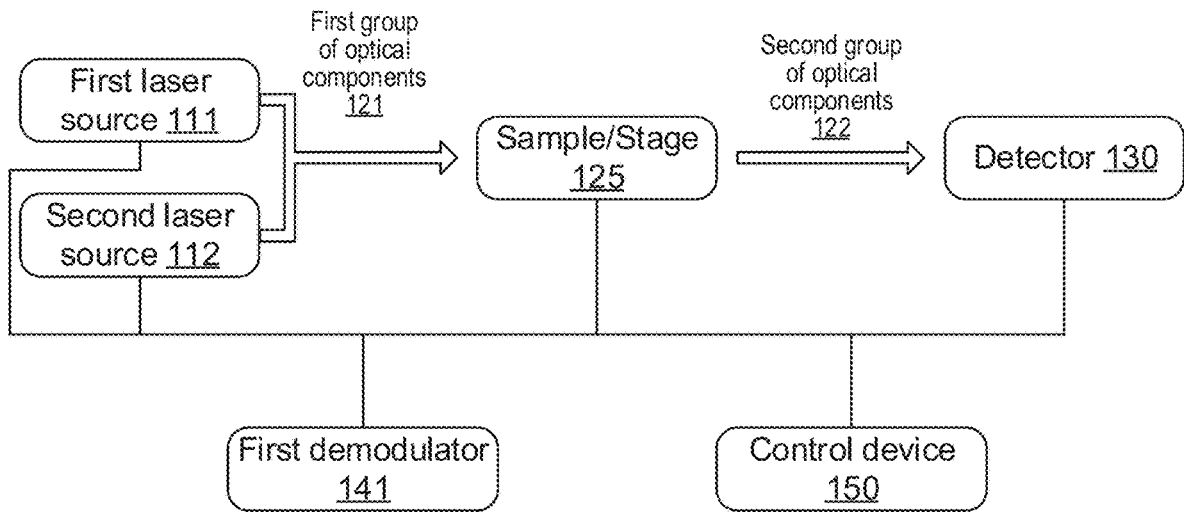 First group
of optical
components
121
First laser
source 111
Second group
of optical
components
122
Sample/Stage
125
Detector 130
Second laser
source 112
First demodulator
141
Control device
150